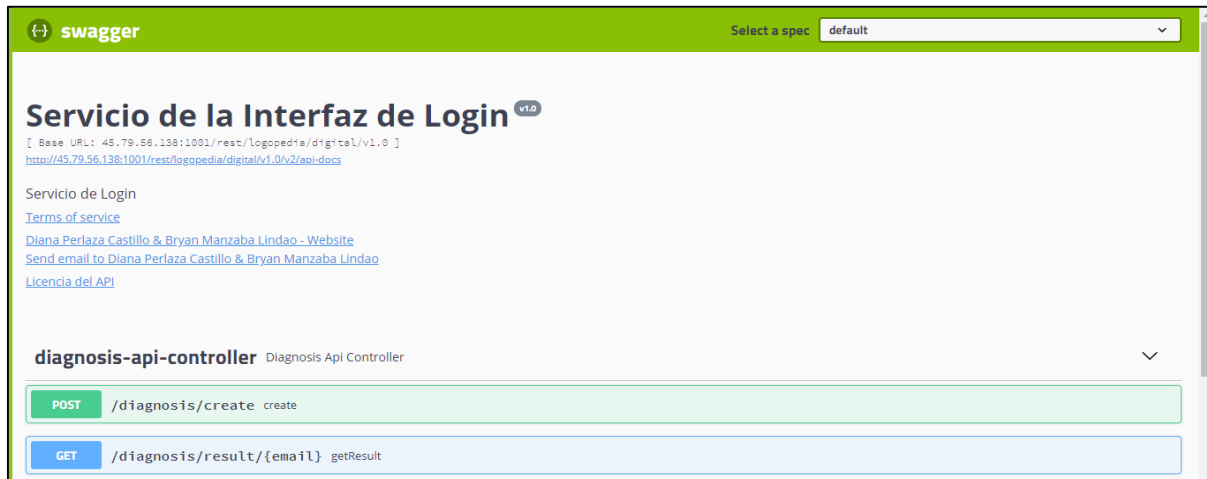 {··} swagger
Select a spec default
Servicio de la Interfaz de Login v1.0
[ Base URL: 45.79.56.138:1001/rest/logopedia/digital/v1.0 ]
http://45.79.56.138:1001/rest/logopedia/digital/v1.0/v2/api-docs
Servicio de Login
Terms of service
Diana Perlaza Castillo & Bryan Manzaba Lindao - Website
Send email to Diana Perlaza Castillo & Bryan Manzaba Lindao
Licencia del API
diagnosis-api-controller Diagnosis Api Controller
POST /diagnosis/create create
GET /diagnosis/result/{email} getResult